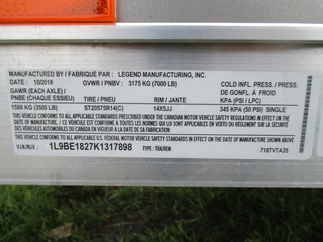 MANUFACTURED BY / FABRIQUÉ PAR : LEGEND MANUFACTURING, INC.
DATE : 10/2018 GVWR / PNBV : 3175 KG (7000 LB) COLD INFL. PRESS. /
GAWR (EACH AXLE) / DE GONFL. À FROID
PNBE (CHAQUE ESSIEU) TIRE / PNEU RIM / JANTE KPA (PSI / LPC)
1588 KG (3500 LB) ST20575R14(C) 14X5JJ 345 KPA (50 PSI) SINGLE
THIS VEHICLE CONFORMS TO ALL APPLICABLE STANDARDS PRESCRIBED UNDER THE CANADIAN MOTOR VEHICLE SAFETY REGULATIONS IN EFFECT
ON THE DATE OF MANUFACTURE / CE VÉHICULE EST CONFORME À TOUTES LES NORMES QUI LUI SONT APPLICABLES EN VERTU DU RÈGLEMENT SUR LA SÉCURITÉ
DES VÉHICULES AUTOMOBILES DU CANADA EN VIGUEUR À LA DATE DE SA FABRICATION
THIS VEHICLE CONFORMS TO ALL APPLICABLE U.S. FEDERAL MOTOR VEHICLE SAFETY STANDARDS IN EFFECT ON THE DATE OF MANUFACTURE SHOWN ABOVE.
V.I.N./N.I.V. : 1L9BE1827K1317898 TYPE : TRA/REM 718TVTA25